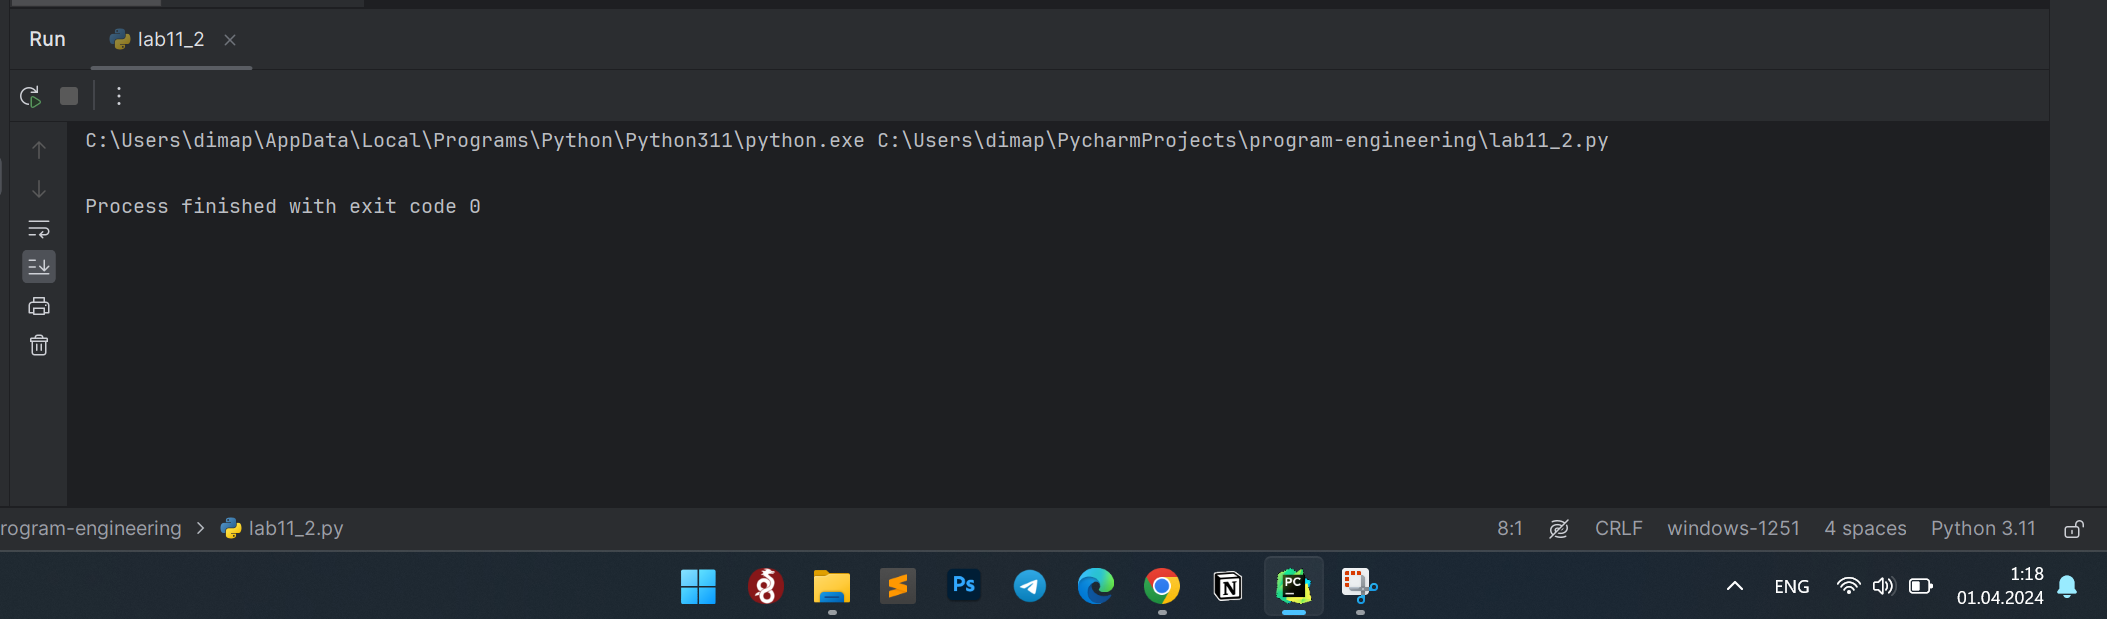 Run lab11_2
C:\Users\dimap\AppData\Local\Programs\Python\Python311\python.exe C:\Users\dimap\PycharmProjects\program-engineering\lab11_2.py
Process finished with exit code 0
rogram-engineering > lab11_2.py 8:1 CRLF windows-1251 4 spaces Python 3.11
Ps N PC ENG 1:18
01.04.2024